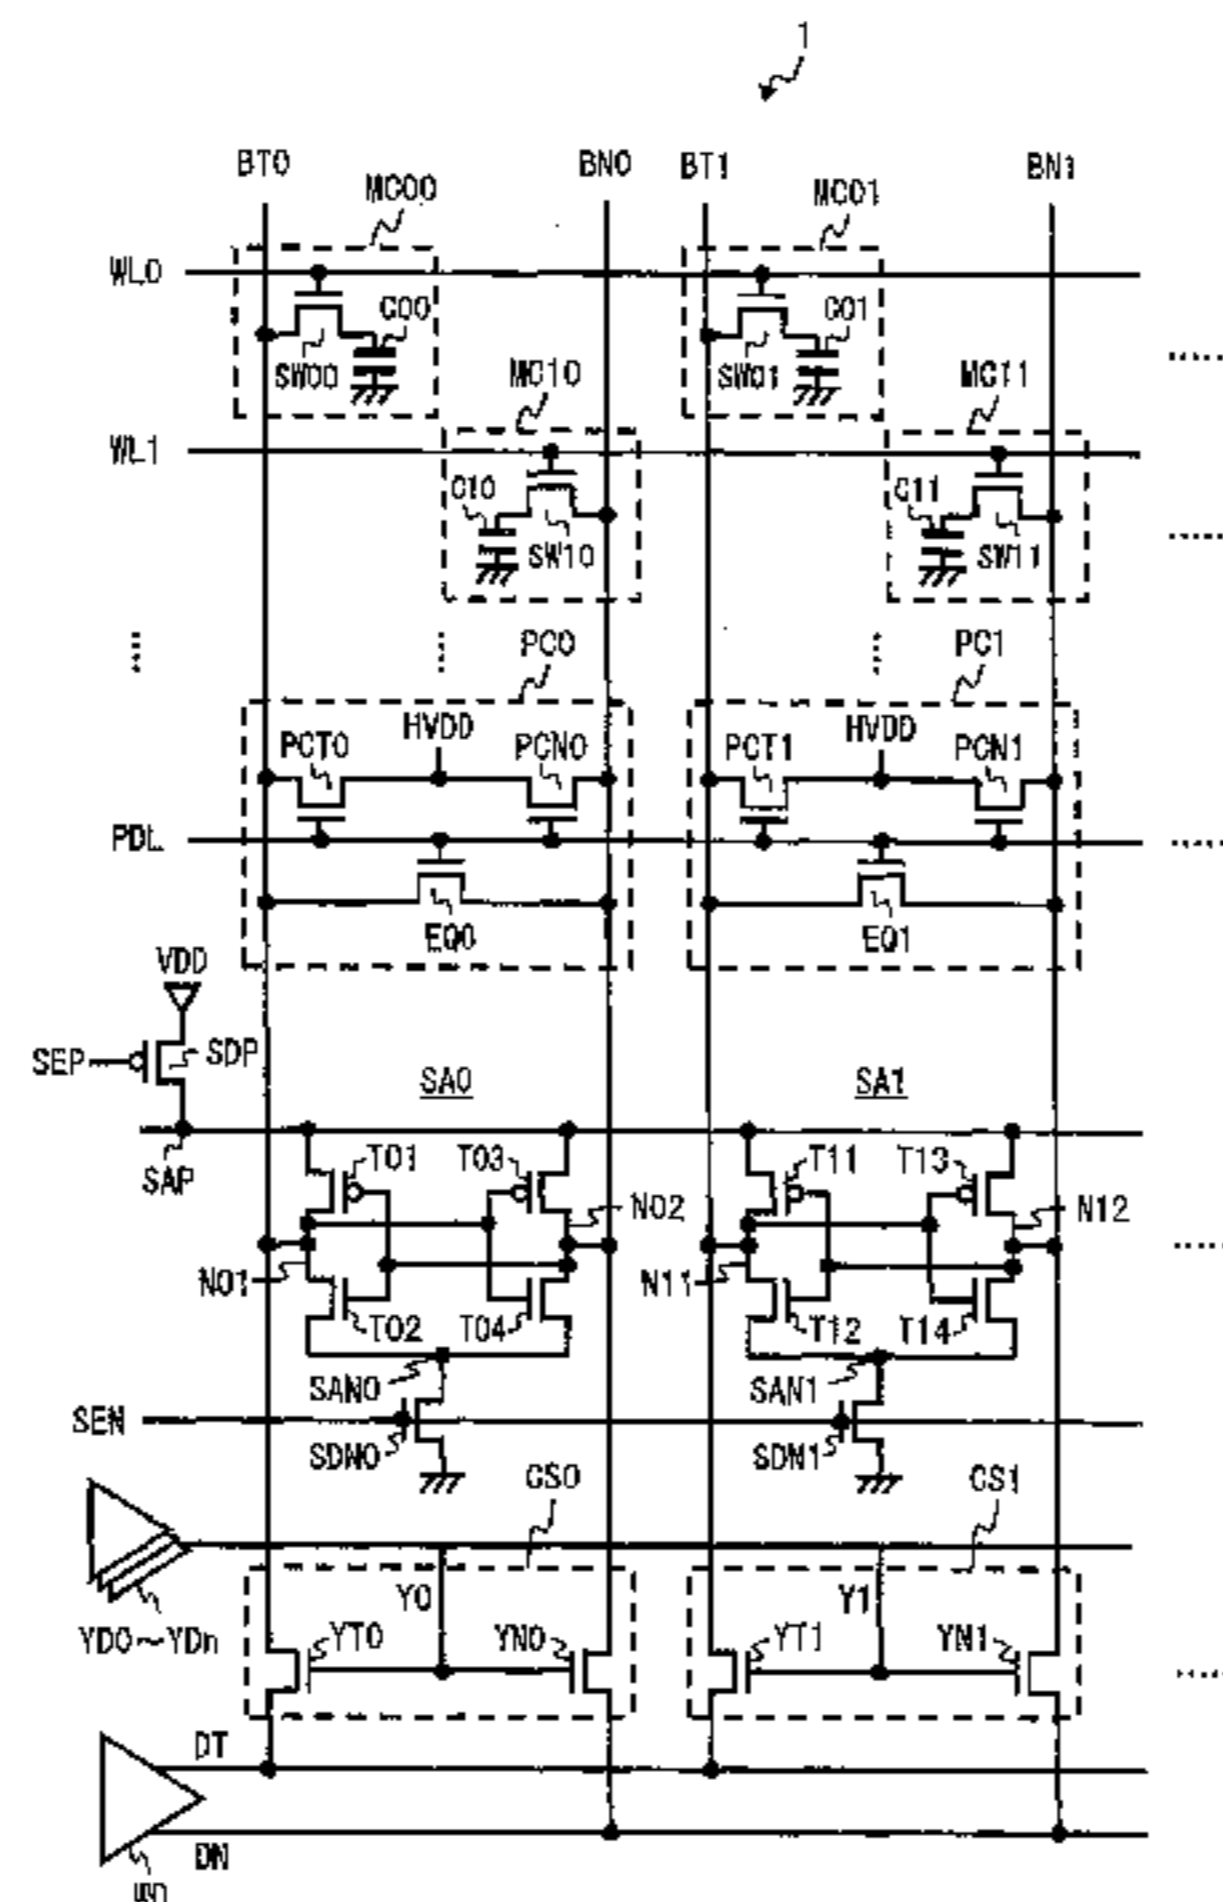 1
BT0 BN0 BT1 BN1
MC00 MC01
WL0
C00 C01
SW00 SW01
MC10 MC11
WL1
C10 C11
SW10 SW11
PC0 PC1
HVDD HVDD
PCT0 PCN0 PCT1 PCN1
PDL
EQ0 EQ1
VDD
SEP SDP
SA0 SA1
SAP
T01 T03 T11 T13
N02 N12
N01 N11
T02 T04 T12 T14
SAN0 SAN1
SEN
SDN0 SDN1
CS0 CS1
Y0 Y1
YD0~YDn
YT0 YN0 YT1 YN1
DT
DN